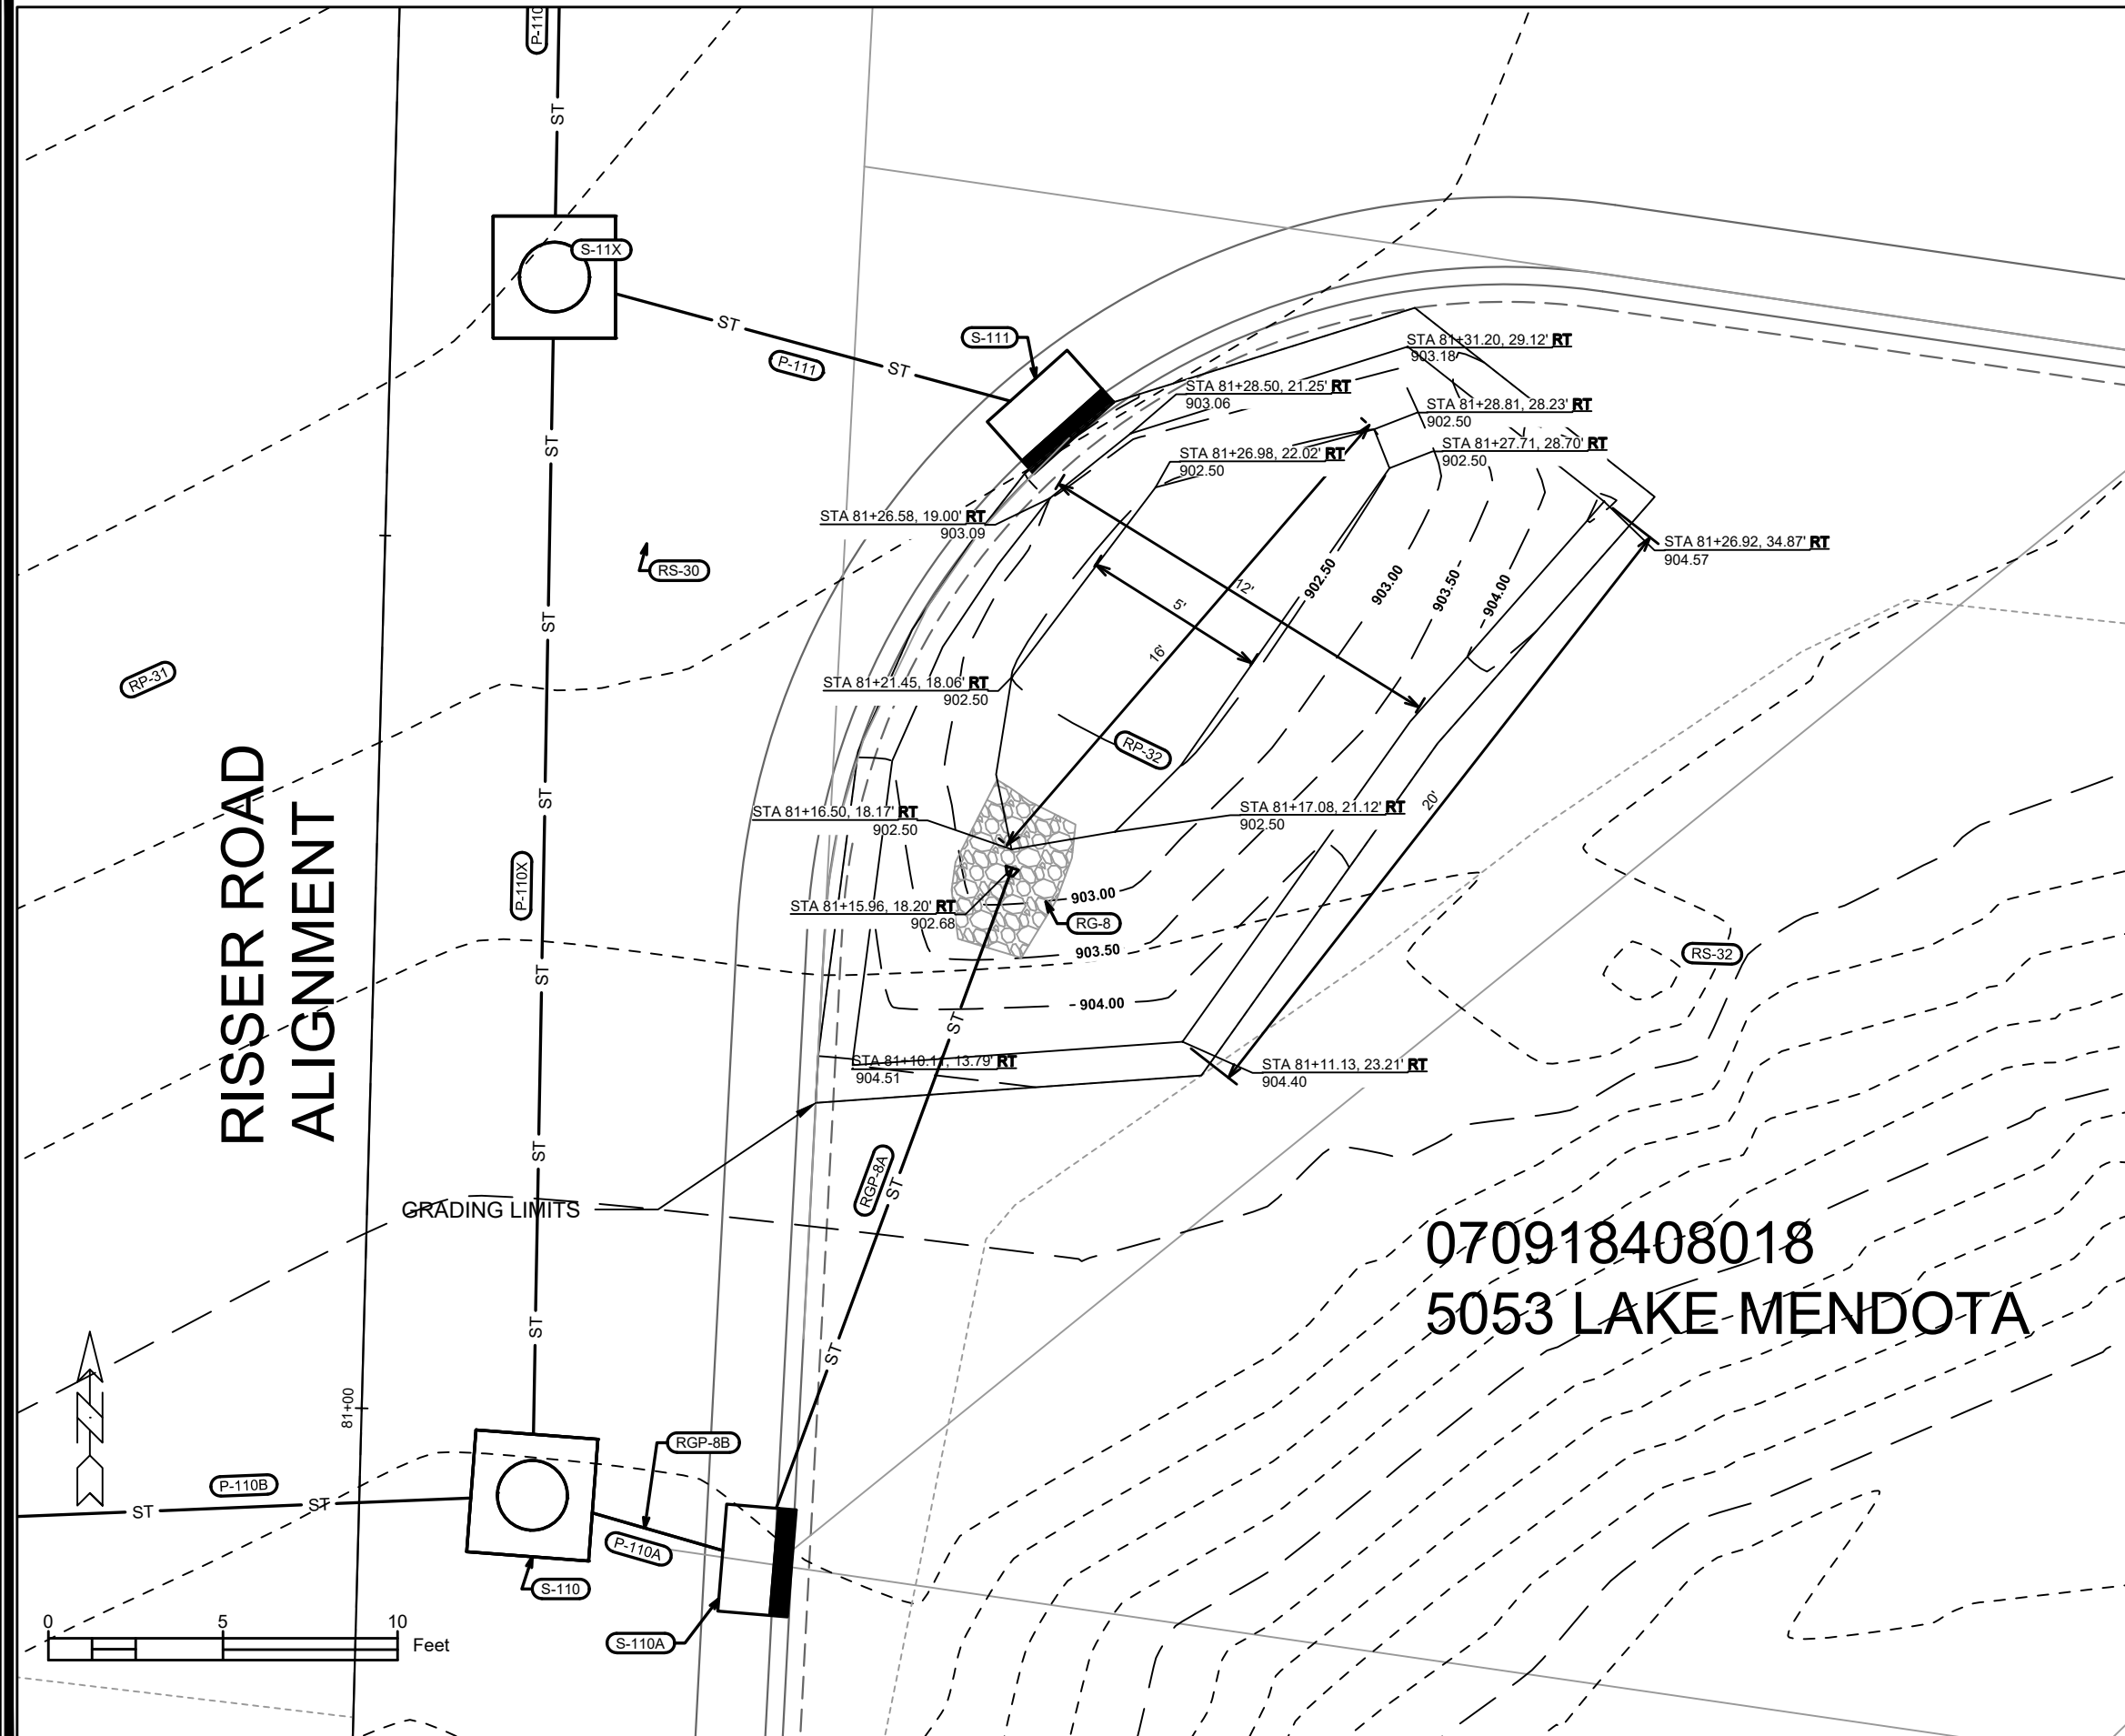 P-110
ST
S-11X
ST
P-111
ST
S-111
STA 81+31.20, 29.12' RT
903.18
STA 81+28.50, 21.25' RT
903.06
STA 81+28.81, 28.23' RT
902.50
STA 81+27.71, 28.70' RT
902.50
STA 81+26.98, 22.02' RT
902.50
ST
STA 81+26.58, 19.00' RT
903.09
STA 81+26.92, 34.87' RT
904.57
RS-30
902.50
903.00
903.50
904.00
12'
5'
16'
ST
RP-31
STA 81+21.45, 18.06' RT
902.50
RP-32
20'
ST
STA 81+16.50, 18.17' RT
902.50
STA 81+17.08, 21.12' RT
902.50
P-110X
RISSER ROAD
ALIGNMENT
STA 81+15.96, 18.20' RT
902.68
903.00
RG-8
903.50
RS-32
ST
904.00
ST
STA 81+10.11, 13.79' RT
904.51
STA 81+11.13, 23.21' RT
904.40
ST
RGP-8A
ST
GRADING LIMITS
070918408018
5053 LAKE MENDOTA
ST
ST
81+00
N
RGP-8B
P-110B
ST
ST
P-110A
S-110
S-110A
0 5 10
Feet